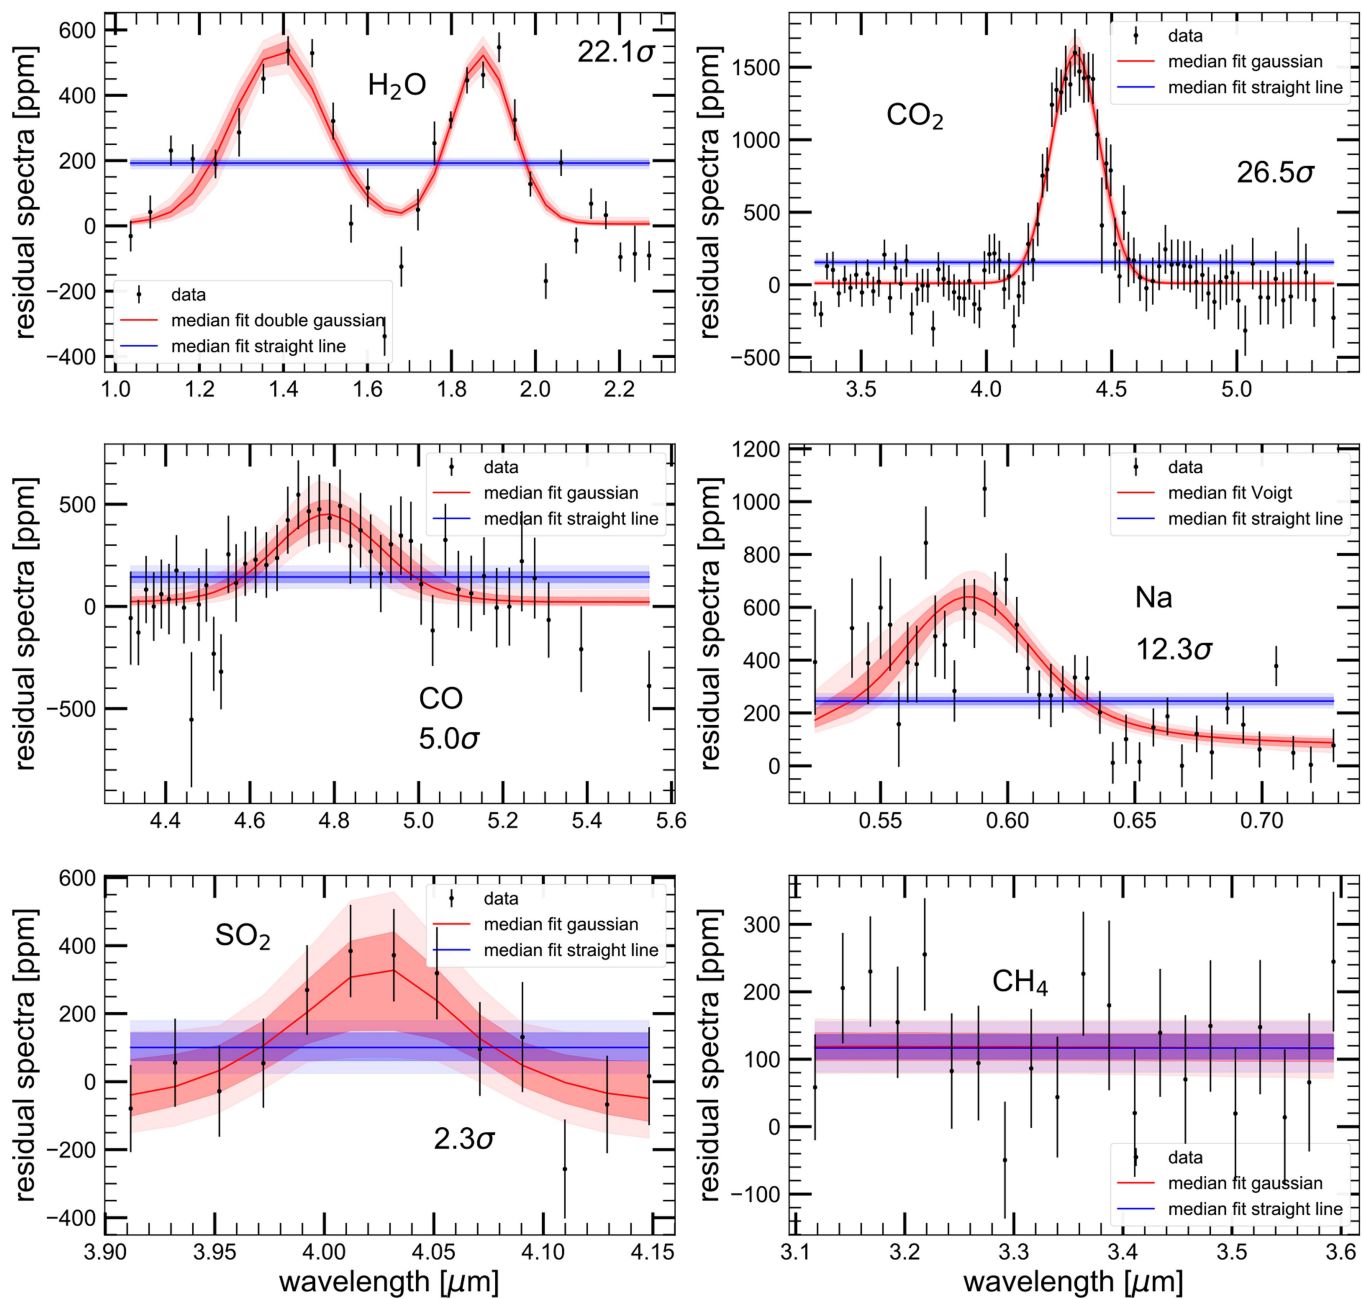 residual spectra [ppm]
600
400
200
0
−200
−400
H₂O
22.1σ
data
median fit double gaussian
median fit straight line
1.0 1.2 1.4 1.6 1.8 2.0 2.2
residual spectra [ppm]
1500
1000
500
0
−500
CO₂
26.5σ
data
median fit gaussian
median fit straight line
3.5 4.0 4.5 5.0
residual spectra [ppm]
500
0
−500
data
median fit gaussian
median fit straight line
CO
5.0σ
4.4 4.6 4.8 5.0 5.2 5.4 5.6
residual spectra [ppm]
1200
1000
800
600
400
200
0
data
median fit Voigt
median fit straight line
Na
12.3σ
0.55 0.60 0.65 0.70
residual spectra [ppm]
600
400
200
0
−200
−400
SO₂
data
median fit gaussian
median fit straight line
2.3σ
3.90 3.95 4.00 4.05 4.10 4.15
wavelength [μm]
residual spectra [ppm]
300
200
100
0
−100
CH₄
data
median fit gaussian
median fit straight line
3.1 3.2 3.3 3.4 3.5 3.6
wavelength [μm]